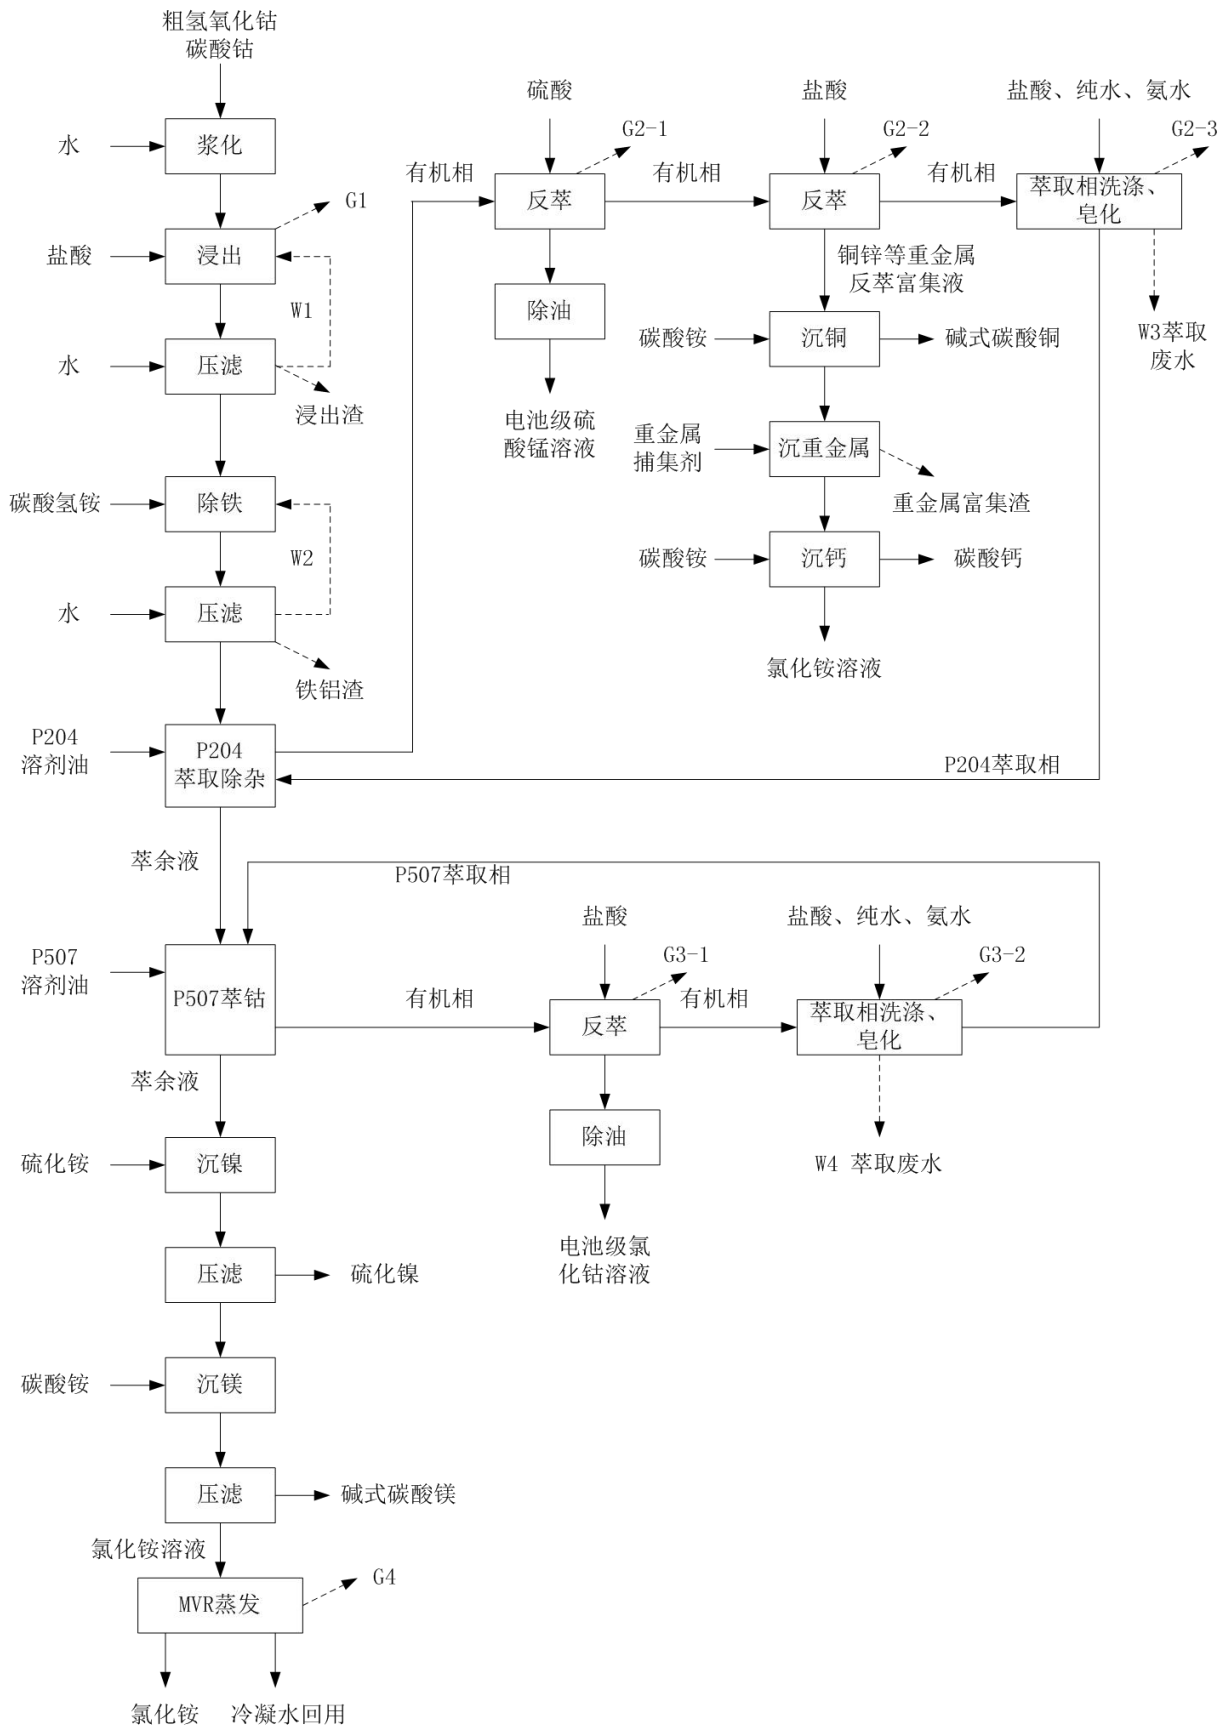 粗氢氧化钴
碳酸钴
水
浆化
G1
盐酸
浸出
W1
水
压滤
浸出渣
碳酸氢铵
除铁
W2
水
压滤
铁铝渣
P204
溶剂油
P204
萃取除杂
有机相
硫酸
G2-1
反萃
有机相
盐酸
G2-2
反萃
有机相
盐酸、纯水、氨水
G2-3
萃取相洗涤、
皂化
W3萃取
废水
除油
电池级硫
酸锰溶液
铜锌等重金属
反萃富集液
碳酸铵
沉铜
碱式碳酸铜
重金属
捕集剂
沉重金属
重金属富集渣
碳酸铵
沉钙
碳酸钙
氯化铵溶液
P204萃取相
萃余液
P507萃取相
P507
溶剂油
P507萃钴
有机相
盐酸
G3-1
反萃
有机相
盐酸、纯水、氨水
G3-2
萃取相洗涤、
皂化
W4 萃取废水
除油
电池级氯
化钴溶液
萃余液
硫化铵
沉镍
压滤
硫化镍
碳酸铵
沉镁
压滤
碱式碳酸镁
氯化铵溶液
MVR蒸发
G4
氯化铵
冷凝水回用